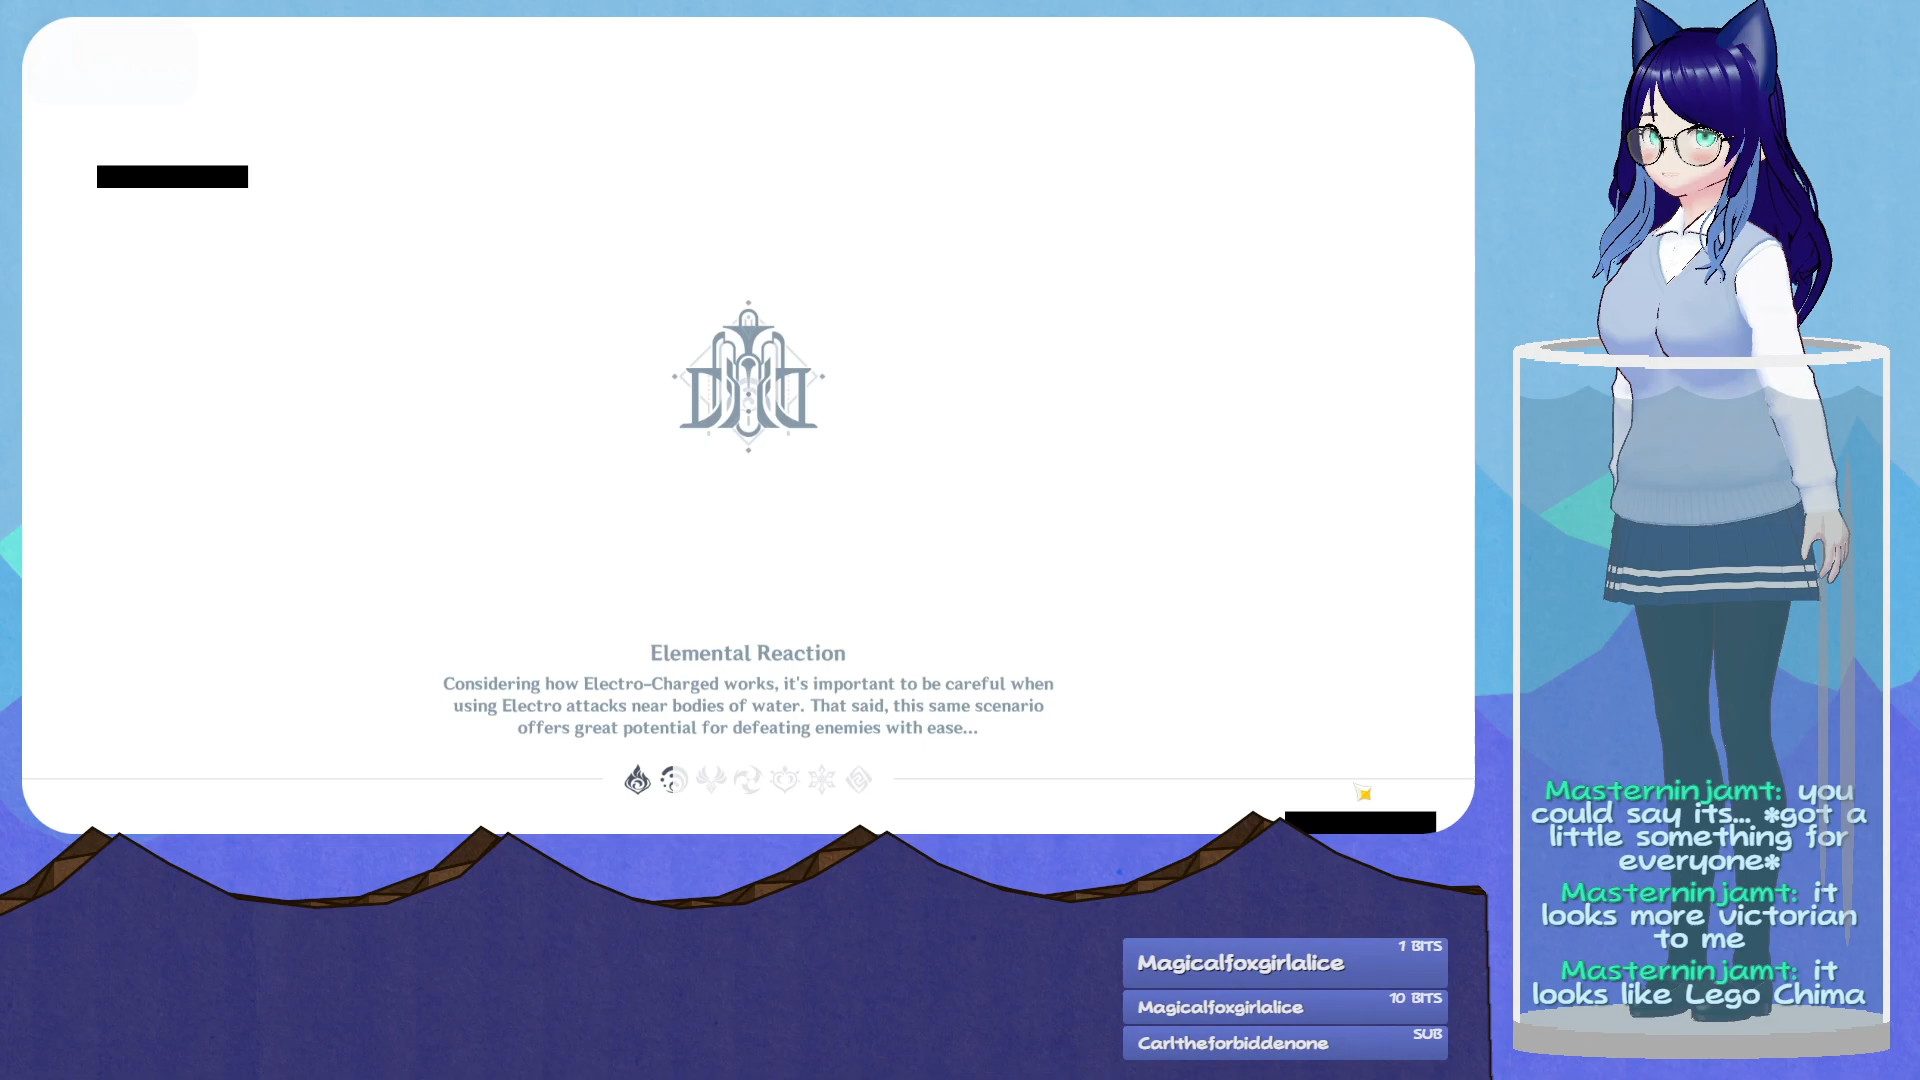 Elemental Reaction
Considering how Electro-Charged works, it's important to be careful when
using Electro attacks near bodies of water. That said, this same scenario
offers great potential for defeating enemies with ease...
1 BITS
Magicalfoxgirlalice
10 BITS
Magicalfoxgirlalice
SUB
Carltheforbiddenone
Masterninjamt: you
could say its... *got a
little something for
everyone*
Masterninjamt: it
looks more victorian
to me
Masterninjamt: it
looks like Lego Chima